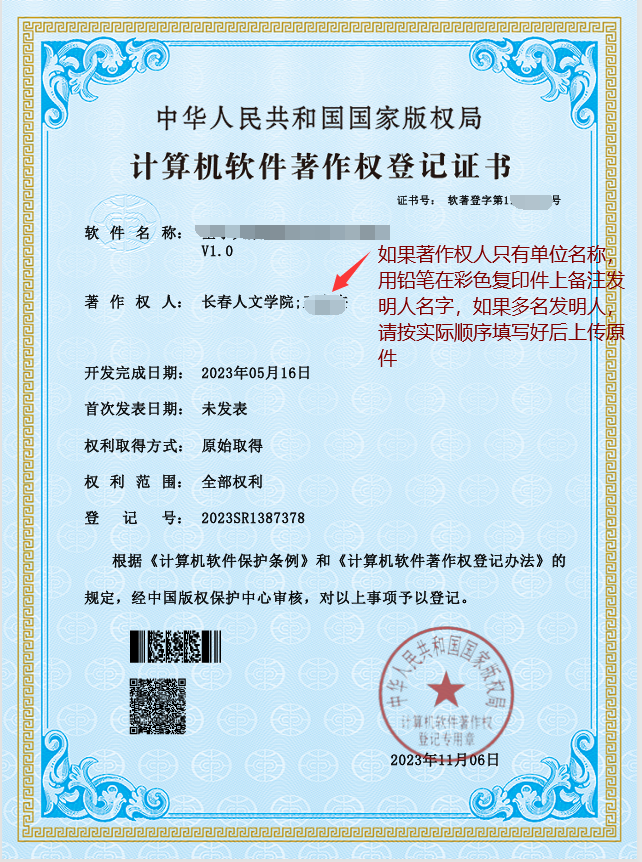 中华人民共和国国家版权局
计算机软件著作权登记证书
证书号： 软著登字第1 号
软 件 名 称：
V1.0
如果著作权人只有单位名称，
用铅笔在彩色复印件上备注发
明人名字，如果多名发明人，
请按实际顺序填写好后上传原
件
著 作 权 人： 长春人文学院;
开发完成日期： 2023年05月16日
首次发表日期： 未发表
权利取得方式： 原始取得
权 利 范 围： 全部权利
登 记 号： 2023SR1387378
根据《计算机软件保护条例》和《计算机软件著作权登记办法》的
规定，经中国版权保护中心审核，对以上事项予以登记。
中华人民共和国国家版权局
计算机软件著作权
登记专用章
2023年11月06日